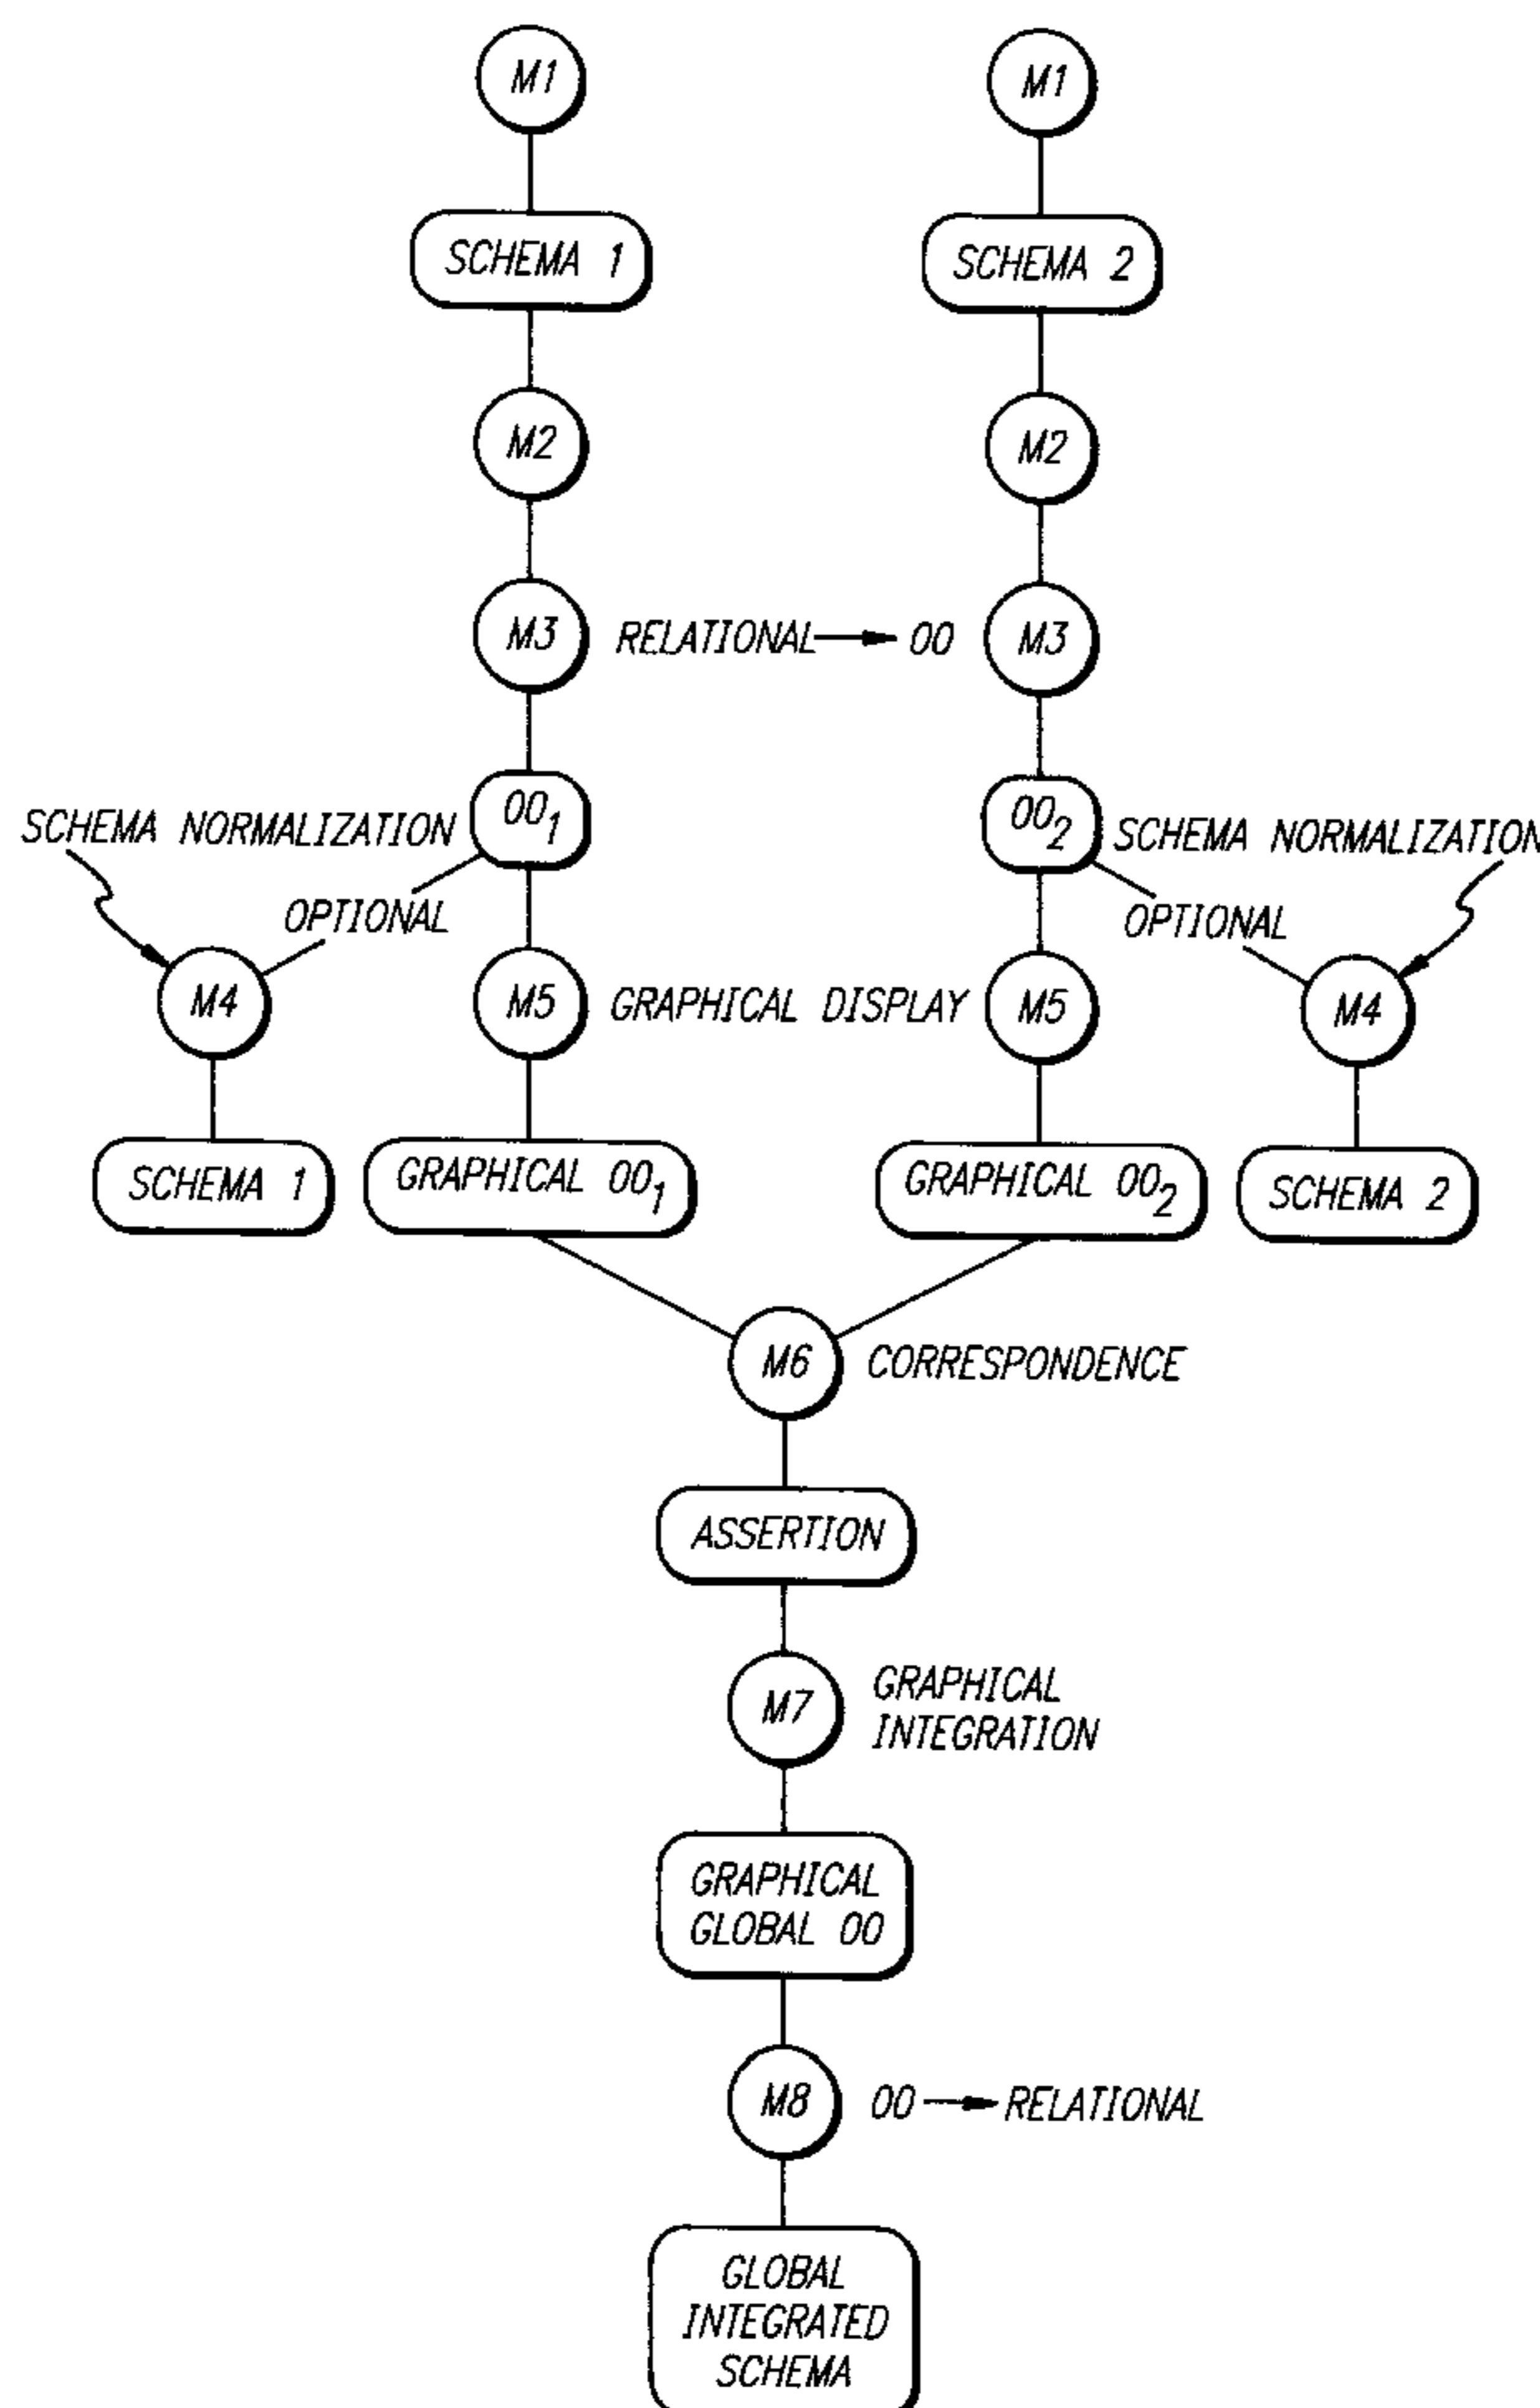 M1 M1
SCHEMA 1 SCHEMA 2
M2 M2
M3 RELATIONAL → OO M3
OO1 OO2
SCHEMA NORMALIZATION SCHEMA NORMALIZATION
OPTIONAL OPTIONAL
M4 M5 GRAPHICAL DISPLAY M5 M4
SCHEMA 1 GRAPHICAL OO1 GRAPHICAL OO2 SCHEMA 2
M6 CORRESPONDENCE
ASSERTION
M7 GRAPHICAL
INTEGRATION
GRAPHICAL
GLOBAL OO
M8 OO → RELATIONAL
GLOBAL
INTEGRATED
SCHEMA